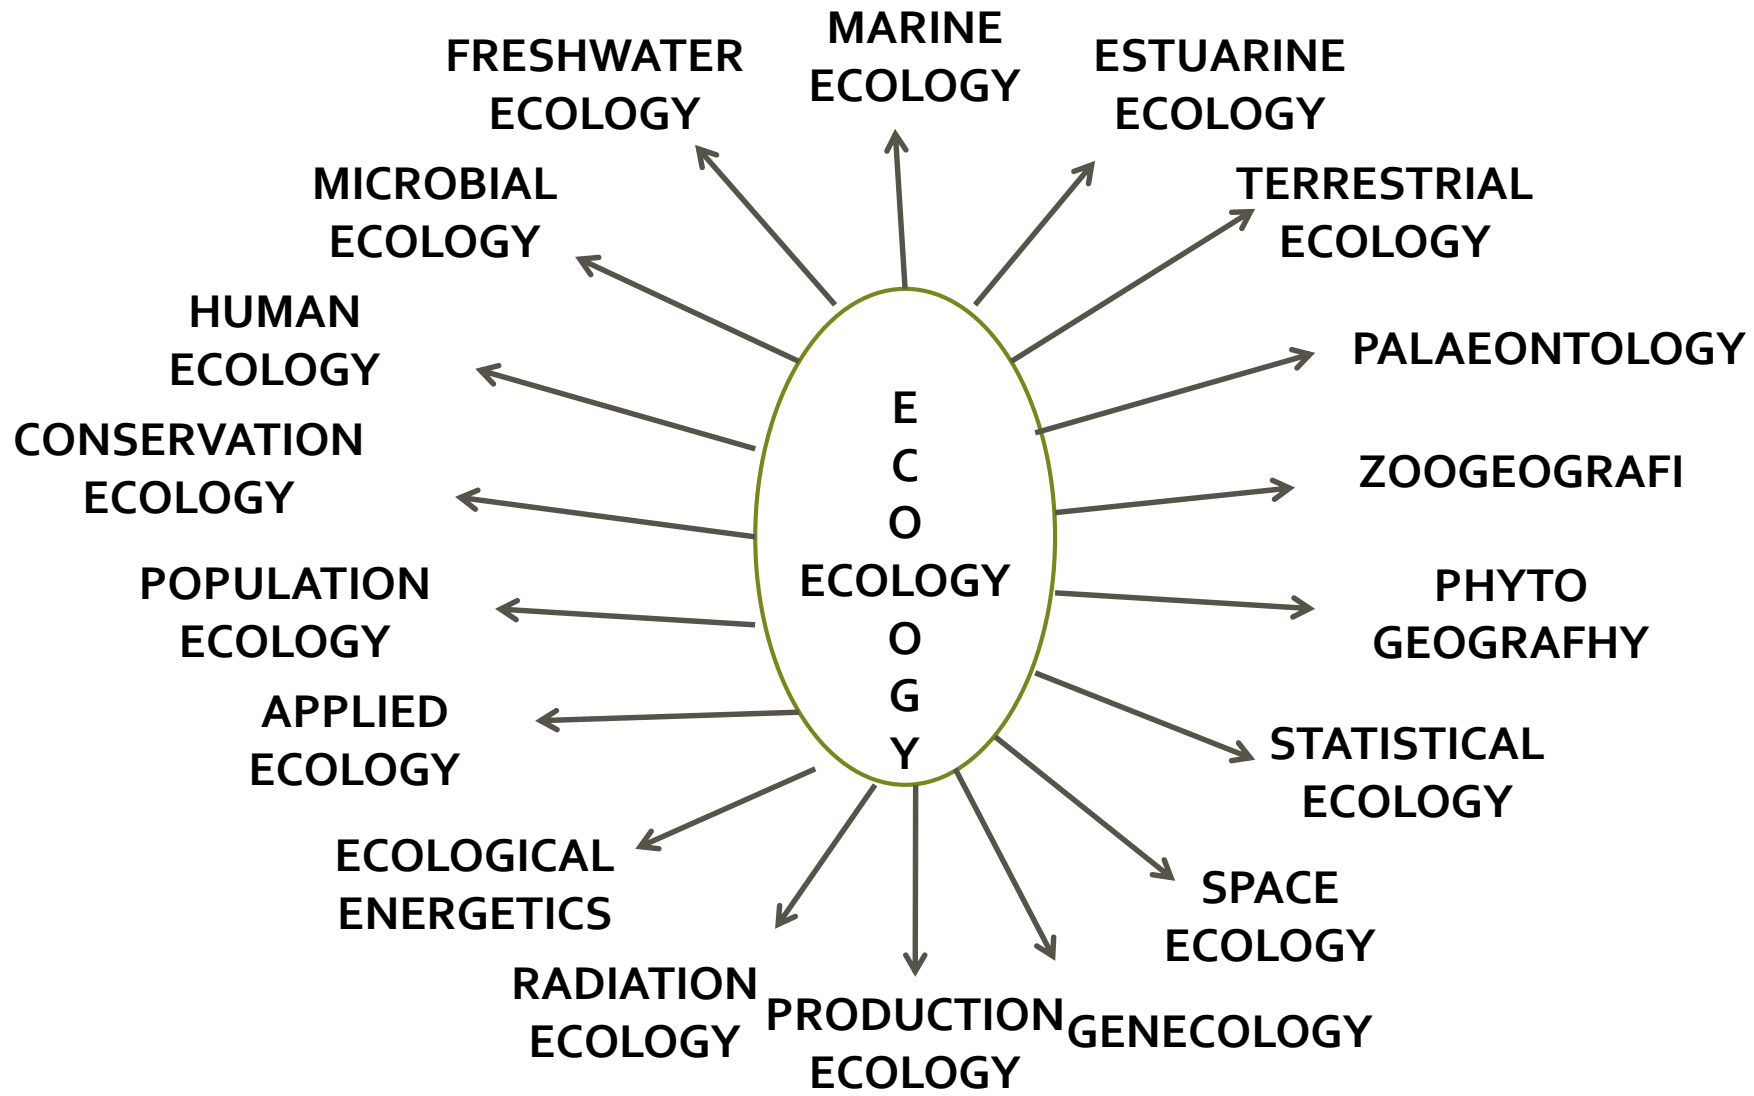 MARINE
ECOLOGY
FRESHWATER
ECOLOGY
ESTUARINE
ECOLOGY
MICROBIAL
ECOLOGY
TERRESTRIAL
ECOLOGY
HUMAN
ECOLOGY
PALAEONTOLOGY
CONSERVATION
ECOLOGY
ZOOGEOGRAFI
POPULATION
ECOLOGY
PHYTO
GEOGRAFHY
APPLIED
ECOLOGY
STATISTICAL
ECOLOGY
ECOLOGICAL
ENERGETICS
SPACE
ECOLOGY
RADIATION
ECOLOGY
PRODUCTION
ECOLOGY
GENECOLOGY
E
C
O
ECOLOGY
O
G
Y